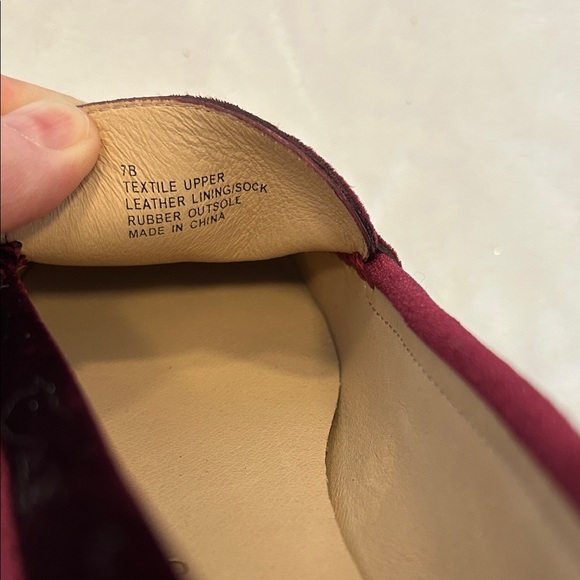 7B
TEXTILE UPPER
LEATHER LINING/SOCK
RUBBER OUTSOLE
MADE IN CHINA